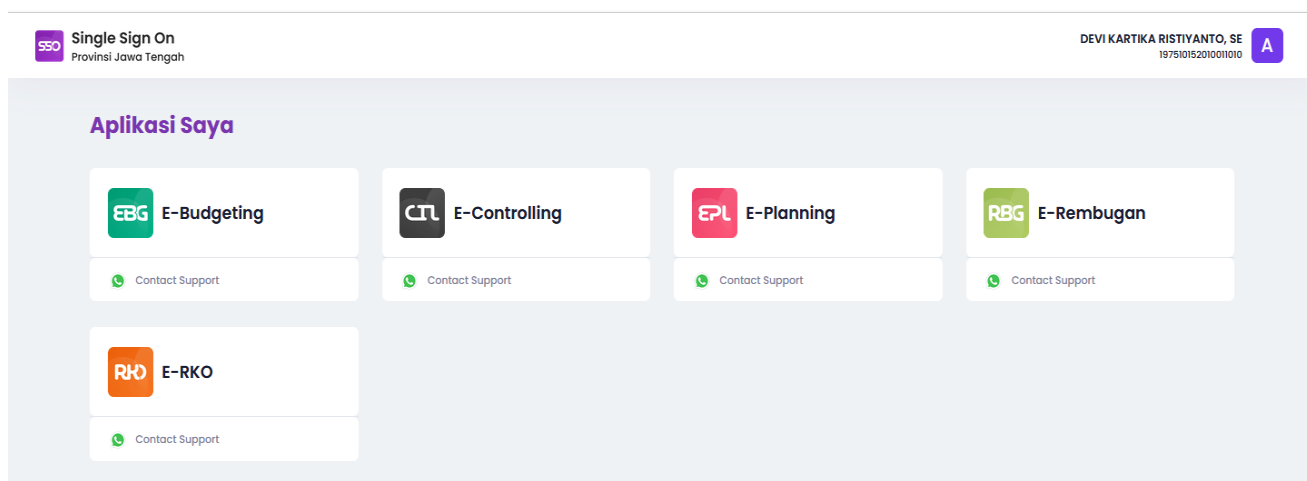 SSO
Single Sign On
Provinsi Jawa Tengah
DEVI KARTIKA RISTIYANTO, SE
197510152010011010
A
Aplikasi Saya
EBG E-Budgeting
CTL E-Controlling
EPL E-Planning
RBG E-Rembugan
Contact Support
Contact Support
Contact Support
Contact Support
RKO E-RKO
Contact Support